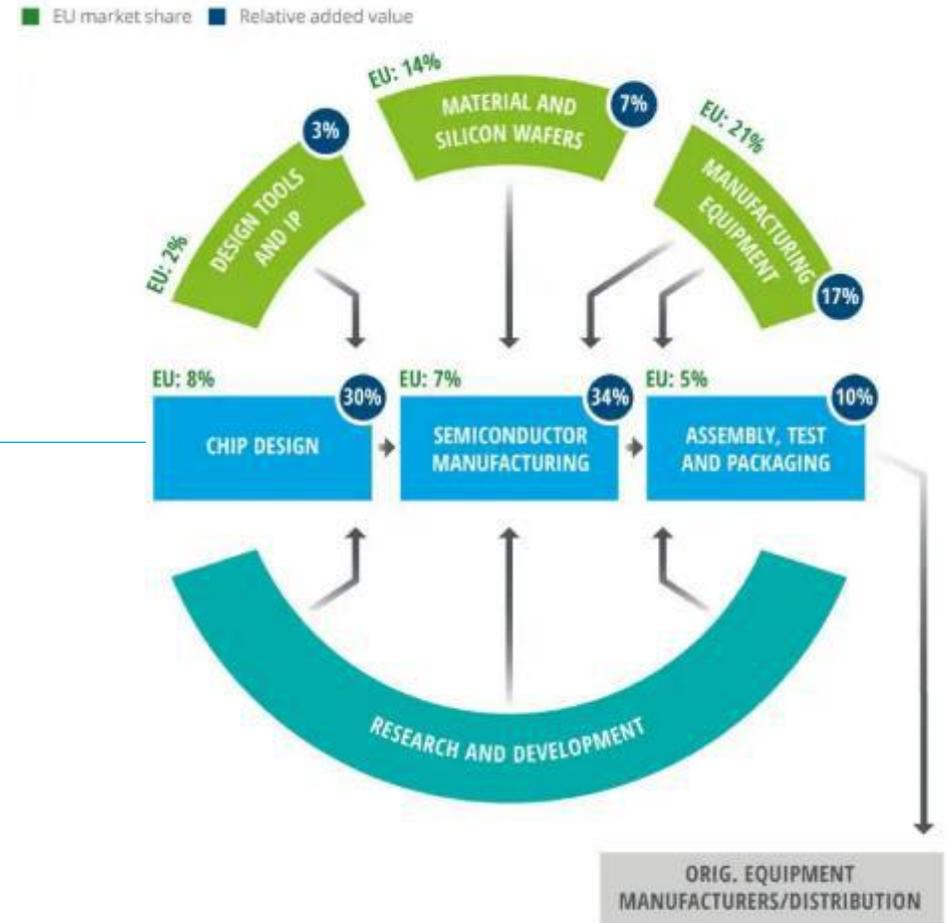 EU market share Relative added value
EU: 14%
MATERIAL AND
SILICON WAFERS
7%
EU: 21%
MANUFACTURING
EQUIPMENT
17%
3%
EU: 2%
DESIGN TOOLS
AND IP
EU: 8%
30%
CHIP DESIGN
EU: 7%
34%
SEMICONDUCTOR
MANUFACTURING
EU: 5%
10%
ASSEMBLY, TEST
AND PACKAGING
RESEARCH AND DEVELOPMENT
ORIG. EQUIPMENT
MANUFACTURERS/DISTRIBUTION